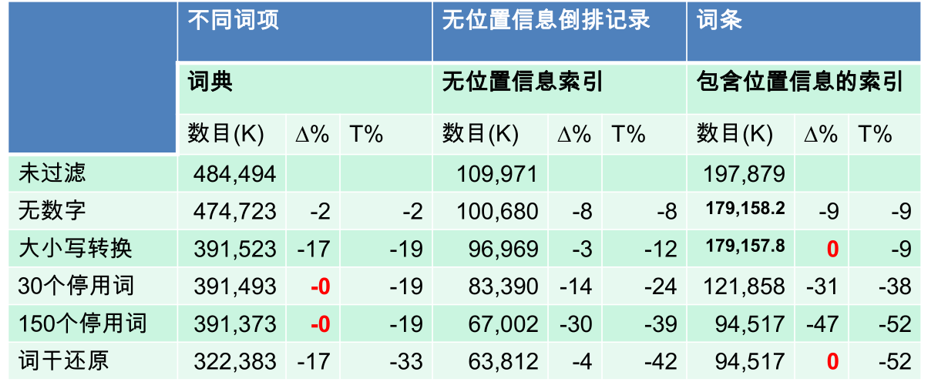 不同词项 无位置信息倒排记录 词条
词典 无位置信息索引 包含位置信息的索引
数目(K) Δ% T% 数目(K) Δ% T% 数目(K) Δ% T%
未过滤 484,494 109,971 197,879
无数字 474,723 -2 -2 100,680 -8 -8 179,158.2 -9 -9
大小写转换 391,523 -17 -19 96,969 -3 -12 179,157.8 0 -9
30个停用词 391,493 -0 -19 83,390 -14 -24 121,858 -31 -38
150个停用词 391,373 -0 -19 67,002 -30 -39 94,517 -47 -52
词干还原 322,383 -17 -33 63,812 -4 -42 94,517 0 -52